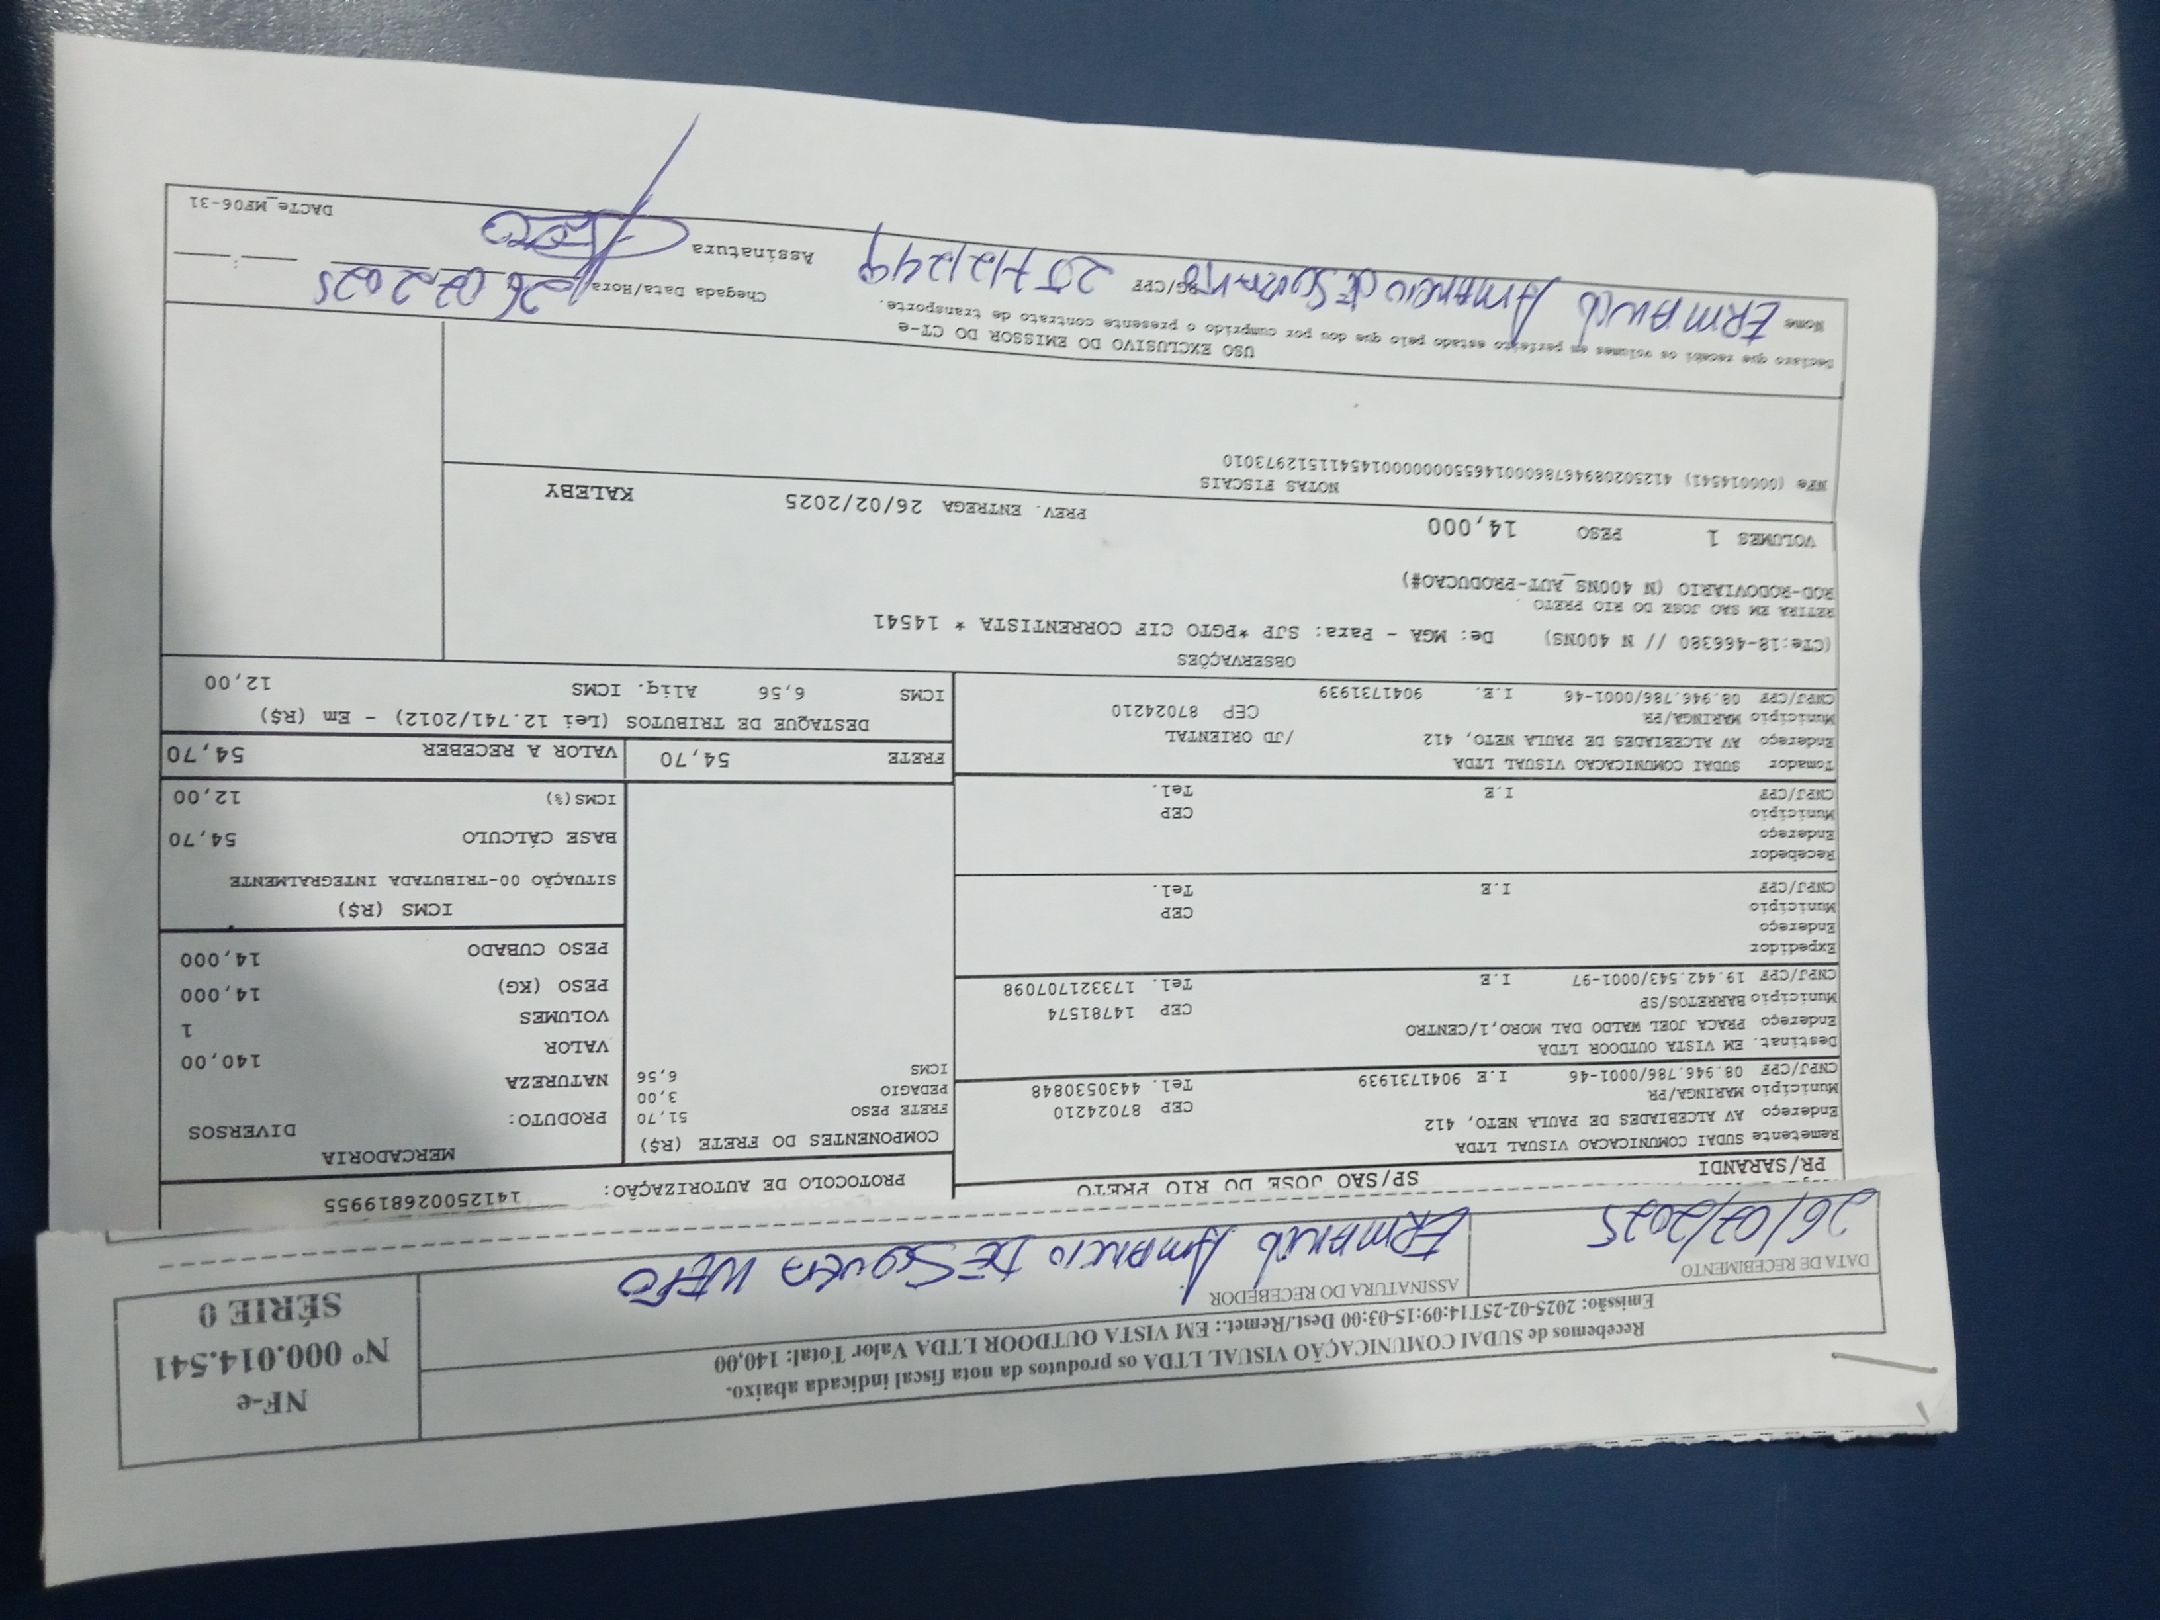 NF-e
Nº 000.014.541
SÉRIE 0
Recebemos de SUDAI COMUNICAÇÃO VISUAL LTDA os produtos da nota fiscal indicada abaixo.
Emissão: 2025-02-25T14:09:15-03:00 Dest./Remet.: EM VISTA OUTDOOR LTDA Valor Total: 140,00
DATA DE RECEBIMENTO
26/02/2025
ASSINATURA DO RECEBEDOR
ERMANO AMANCIO DE
PR/SARANDI SP/SAO JOSE DO RIO PRETO
PROTOCOLO DE AUTORIZAÇÃO: 141250026819955
Remetente SUDAI COMUNICACAO VISUAL LTDA
Endereço AV ALCEBIADES DE PAULA NETO, 412 CEP 87024210
Município MARINGA/PR Tel. 4430530848
CNPJ/CPF 08.946.786/0001-46 I.E 9041731939
Destinat. EM VISTA OUTDOOR LTDA
Endereço PRACA JOEL WALDO DAL MORO,1/CENTRO
Município BARRETOS/SP CEP 14781574
CNPJ/CPF 19.442.543/0001-97 I.E Tel. 17332170709​8
Expedidor
Endereço
Município CEP
CNPJ/CPF I.E Tel.
Recebedor
Endereço
Município CEP
CNPJ/CPF I.E Tel.
Tomador SUDAI COMUNICACAO VISUAL LTDA
Endereço AV ALCEBIADES DE PAULA NETO, 412 /JD ORIENTAL
Município MARINGA/PR CEP 87024210
CNPJ/CPF 08.946.786/0001-46 I.E. 9041731939
COMPONENTES DO FRETE (R$)
FRETE PESO 51,70
PEDAGIO 3,00
ICMS 6,56
MERCADORIA
PRODUTO: DIVERSOS
NATUREZA
VALOR 140,00
VOLUMES 1
PESO (KG) 14,000
PESO CUBADO 14,000
ICMS (R$)
SITUAÇÃO 00-TRIBUTADA INTEGRALMENTE
BASE CÁLCULO 54,70
ICMS(%) 12,00
FRETE 54,70 VALOR A RECEBER 54,70
DESTAQUE DE TRIBUTOS (Lei 12.741/2012) - Em (R$)
ICMS 6,56 Aliq. ICMS 12,00
OBSERVAÇÕES
(CTe:18-466380 // N 400NS) De: MGA - Para: SJP *PGTO CIF CORRENTISTA * 14541
RETIRA EM SAO JOSE DO RIO PRETO .
ROD-RODOVIARIO (N 400NS_AUT-PRODUCAO#)
VOLUMES 1 PESO 14,000 PREV. ENTREGA 26/02/2025 KALEBY
NOTAS FISCAIS
NFe (000014541)
USO EXCLUSIVO DO EMISSOR DO CT-e
Declaro que recebi os volumes em perfeito estado pelo que dou por cumprido o presente contrato de transporte.
Nome ERMANO AMANCIO DE RG/CPF
Chegada Data/Hora 26 02 2025
Assinatura
DACTe_MF06-31